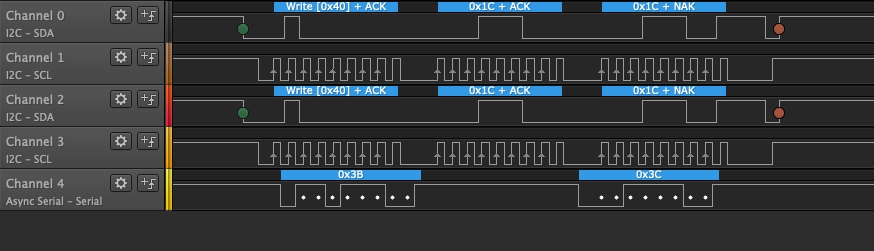 Write [0x40] + ACK 0x1C + ACK 0x1C + NAK
Channel 0
I2C – SDA
Channel 1
I2C – SCL
Write [0x40] + ACK 0x1C + ACK 0x1C + NAK
Channel 2
I2C – SDA
Channel 3
I2C – SCL
0x3B 0x3C
Channel 4
Async Serial – Serial